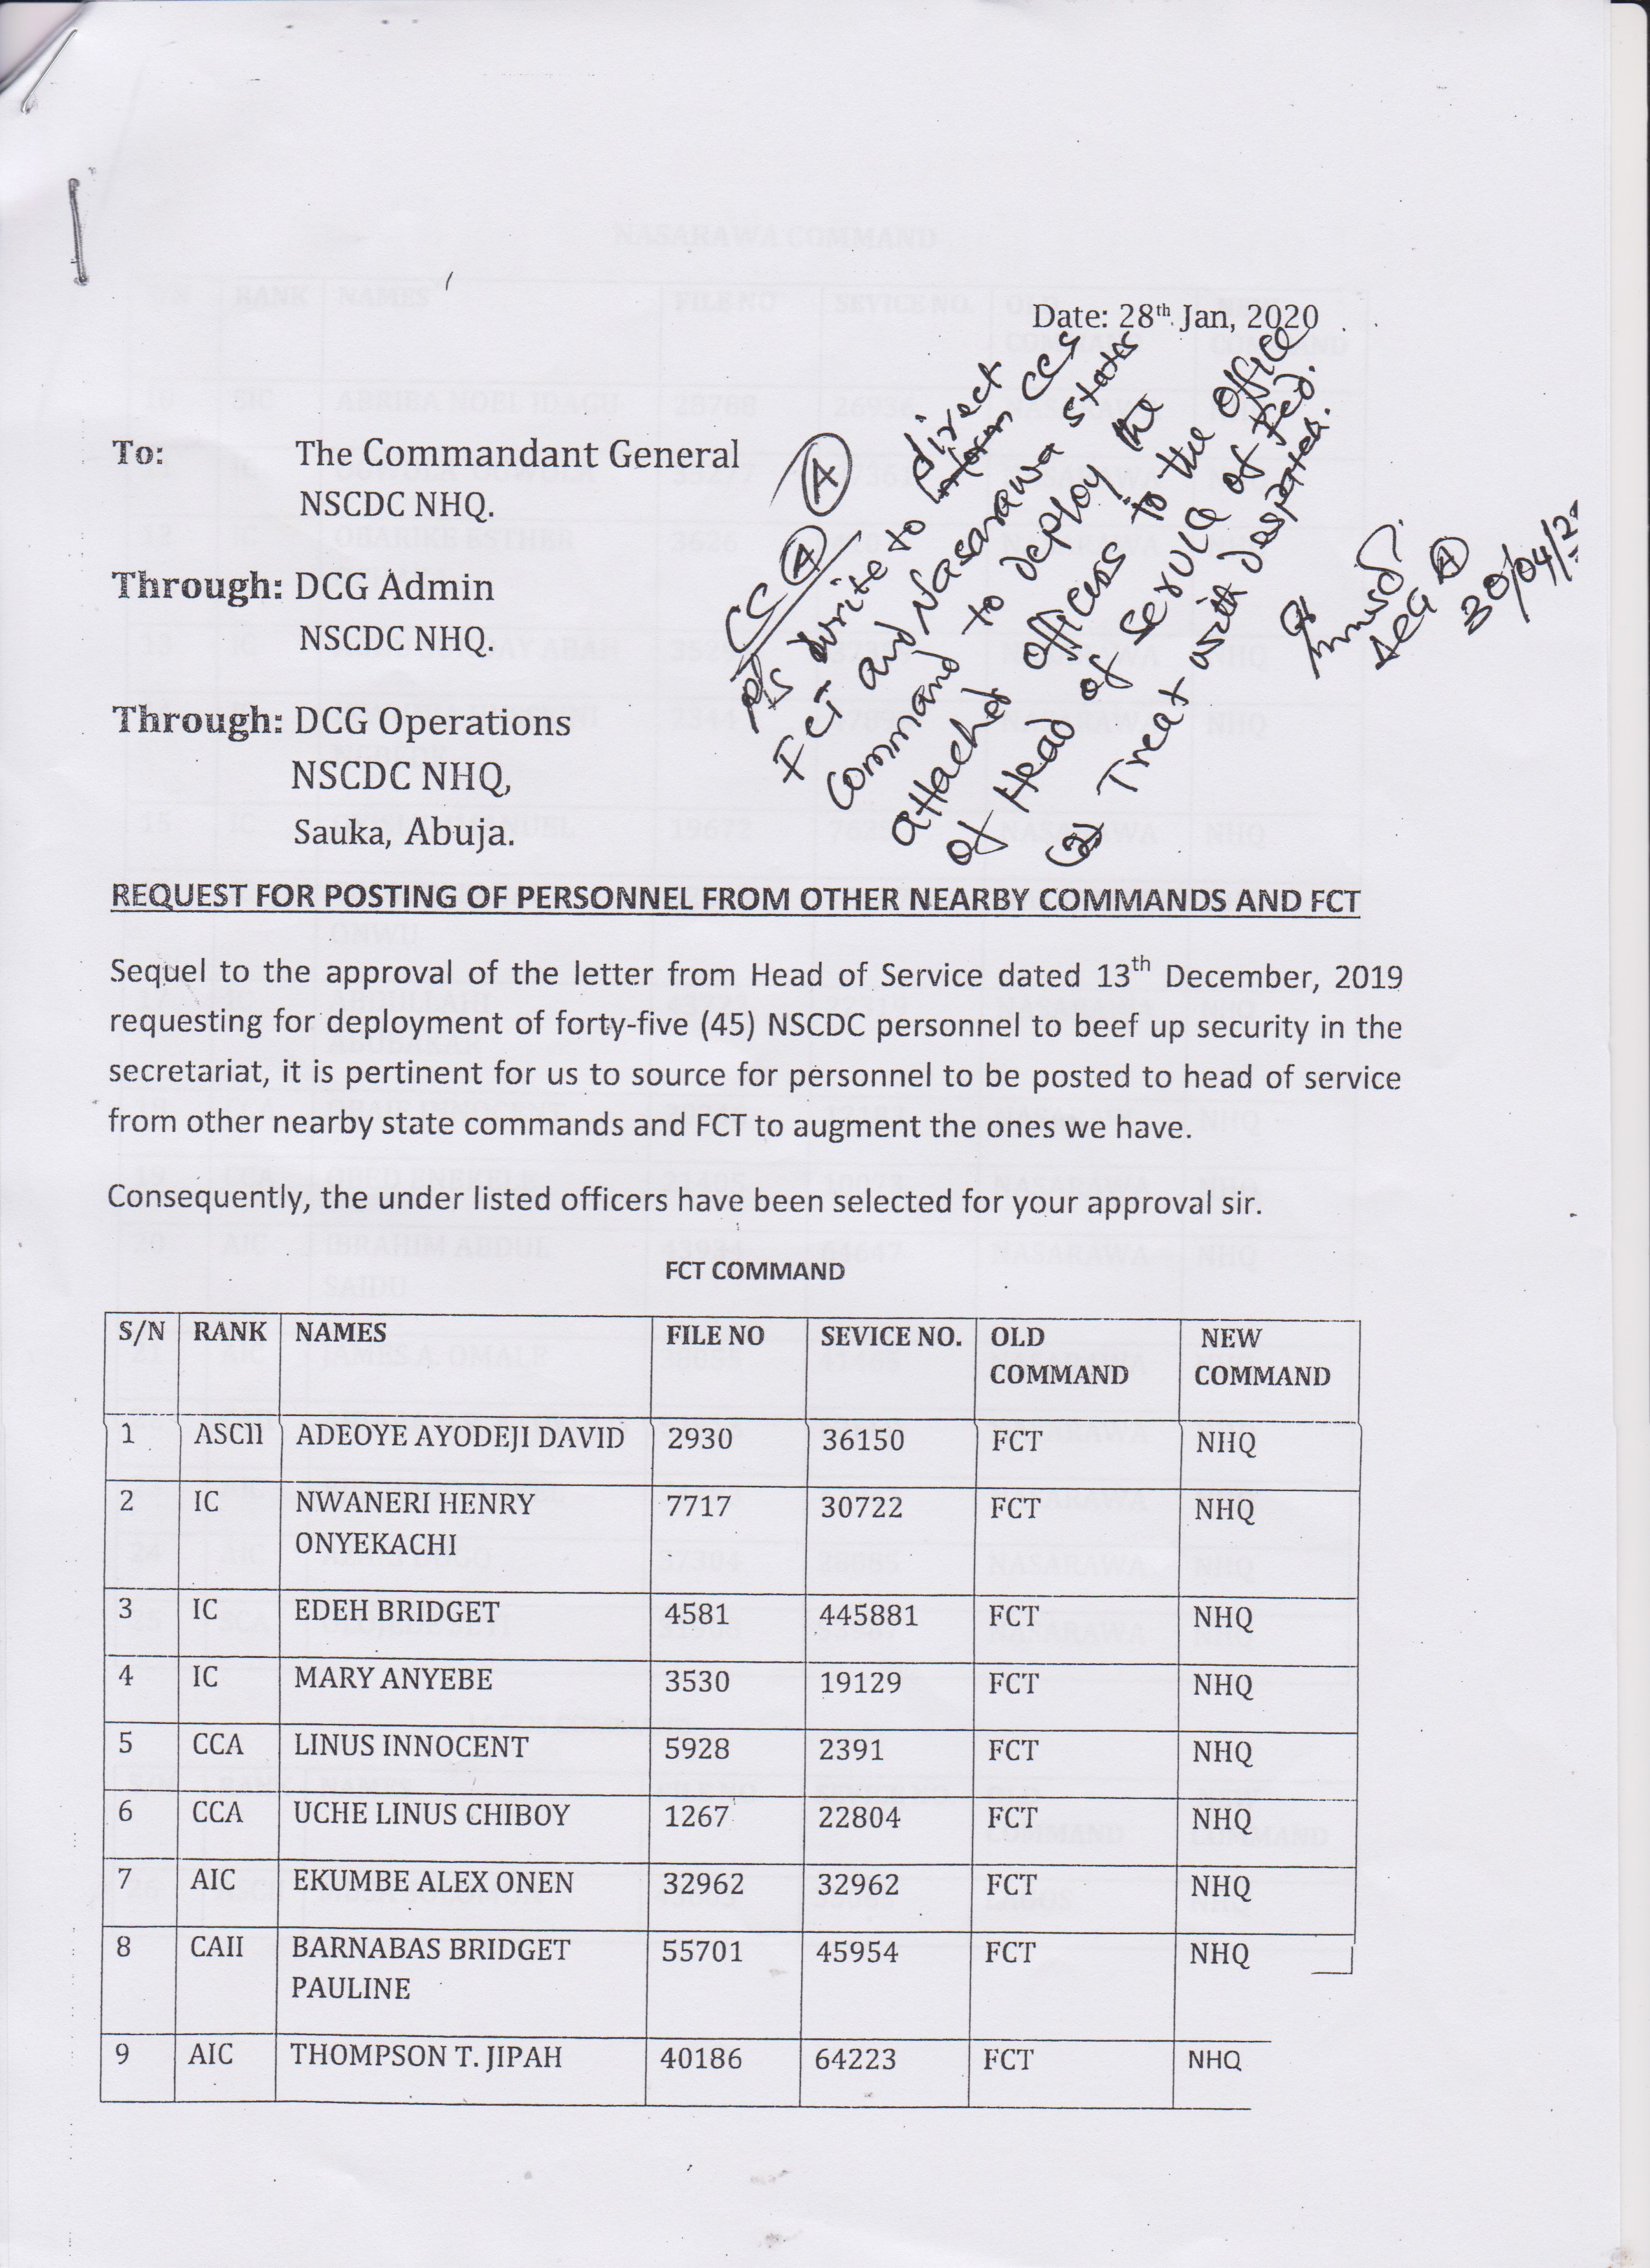 Date: 28th Jan, 2020
To: The Commandant General
NSCDC NHQ.
Through: DCG Admin
NSCDC NHQ.
Through: DCG Operations
NSCDC NHQ,
Sauka, Abuja.
A
CC A
pls write to direct
FCT and Nasarawa states
command to deploy the
attached officers to the office
of Head of Service of Fed.
(2) Treat with
ACG A
30/04/2
REQUEST FOR POSTING OF PERSONNEL FROM OTHER NEARBY COMMANDS AND FCT
Sequel to the approval of the letter from Head of Service dated 13th December, 2019
requesting for deployment of forty-five (45) NSCDC personnel to beef up security in the
secretariat, it is pertinent for us to source for personnel to be posted to head of service
from other nearby state commands and FCT to augment the ones we have.
Consequently, the under listed officers have been selected for your approval sir.
FCT COMMAND
S/N RANK NAMES FILE NO SEVICE NO. OLD COMMAND NEW COMMAND
1 ASC11 ADEOYE AYODEJI DAVID 2930 36150 FCT NHQ
2 IC NWANERI HENRY ONYEKACHI 7717 30722 FCT NHQ
3 IC EDEH BRIDGET 4581 445881 FCT NHQ
4 IC MARY ANYEBE 3530 19129 FCT NHQ
5 CCA LINUS INNOCENT 5928 2391 FCT NHQ
6 CCA UCHE LINUS CHIBOY 1267 22804 FCT NHQ
7 AIC EKUMBE ALEX ONEN 32962 32962 FCT NHQ
8 CAII BARNABAS BRIDGET PAULINE 55701 45954 FCT NHQ
9 AIC THOMPSON T. JIPAH 40186 64223 FCT NHQ